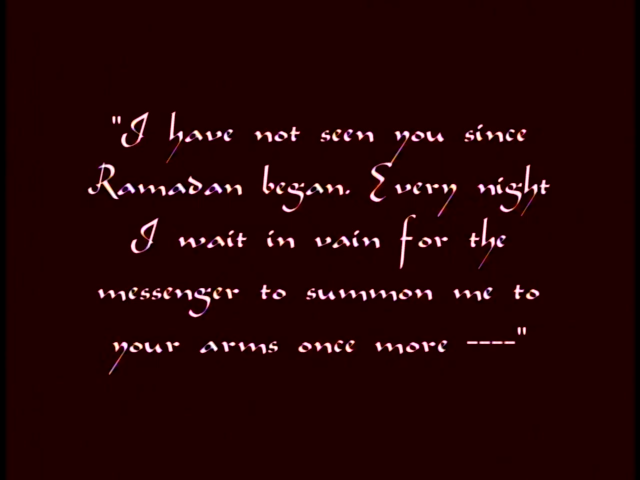 "I have not seen you since
Ramadan began. Every night
I wait in vain for the
messenger to summon me to
your arms once more ----"